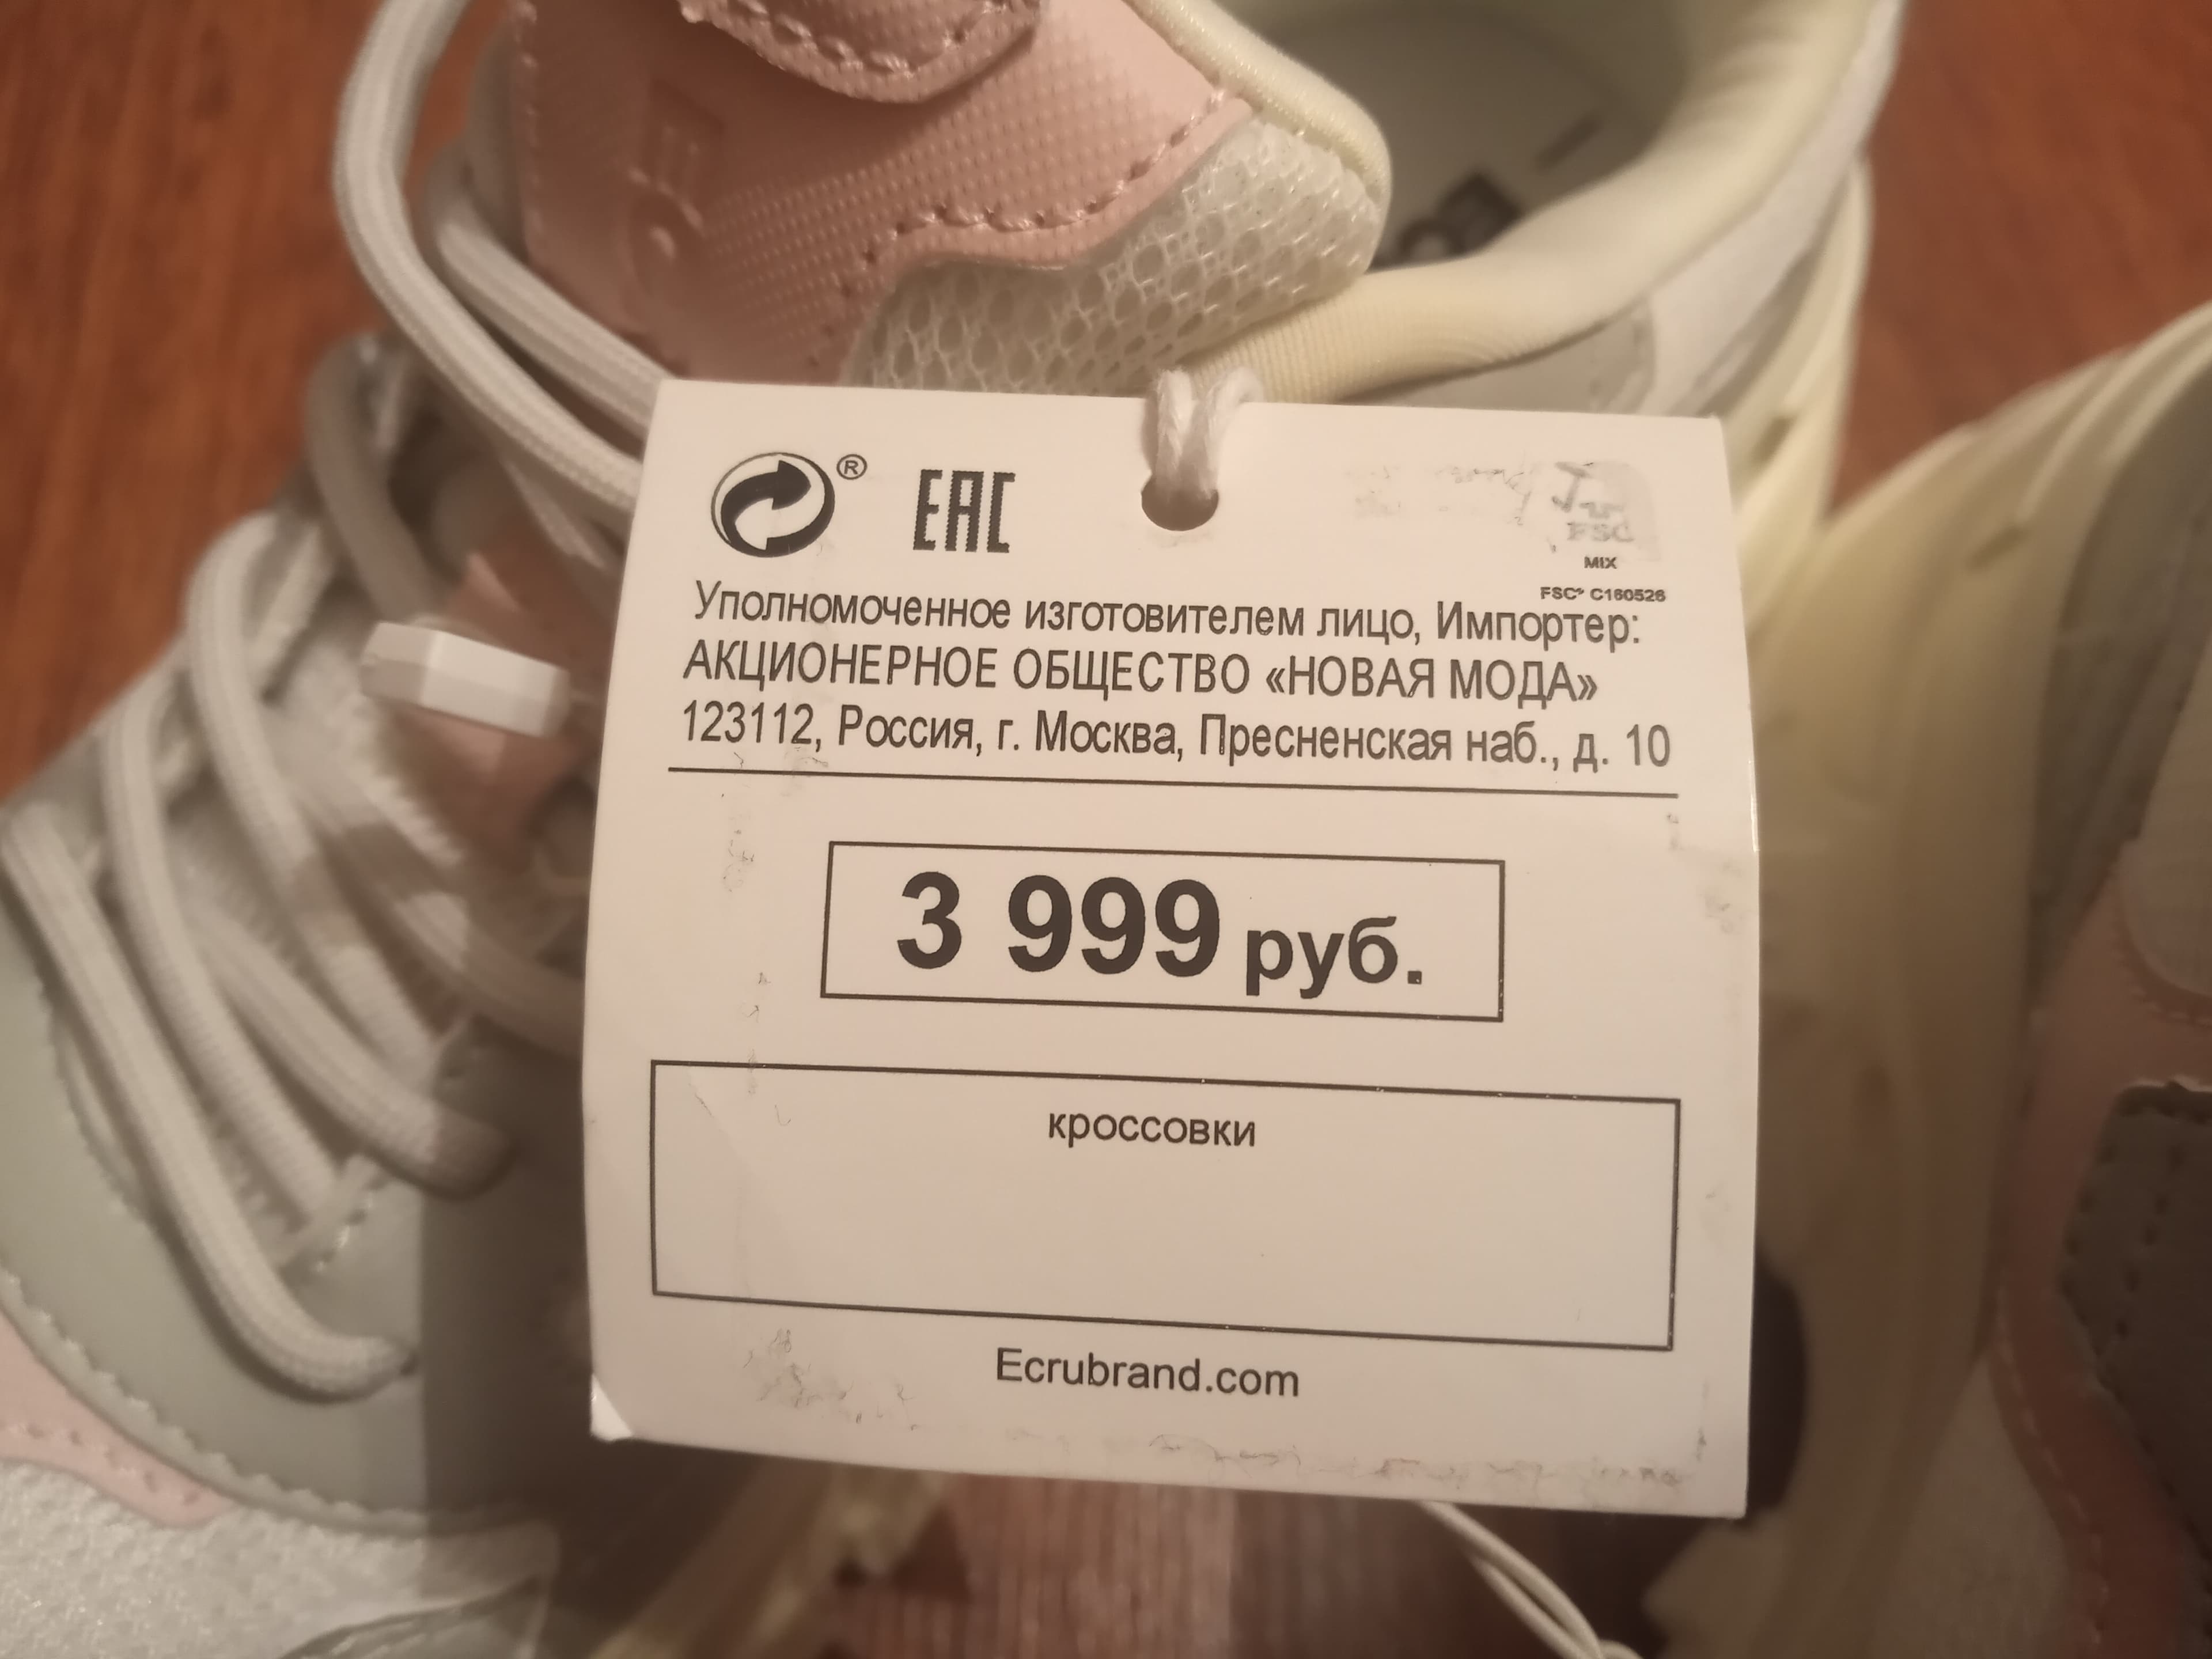 ® EAC
FSC
MIX
FSC® C160526
Уполномоченное изготовителем лицо, Импортер:
АКЦИОНЕРНОЕ ОБЩЕСТВО «НОВАЯ МОДА»
123112, Россия, г. Москва, Пресненская наб., д. 10
3 999 руб.
кроссовки
Ecrubrand.com